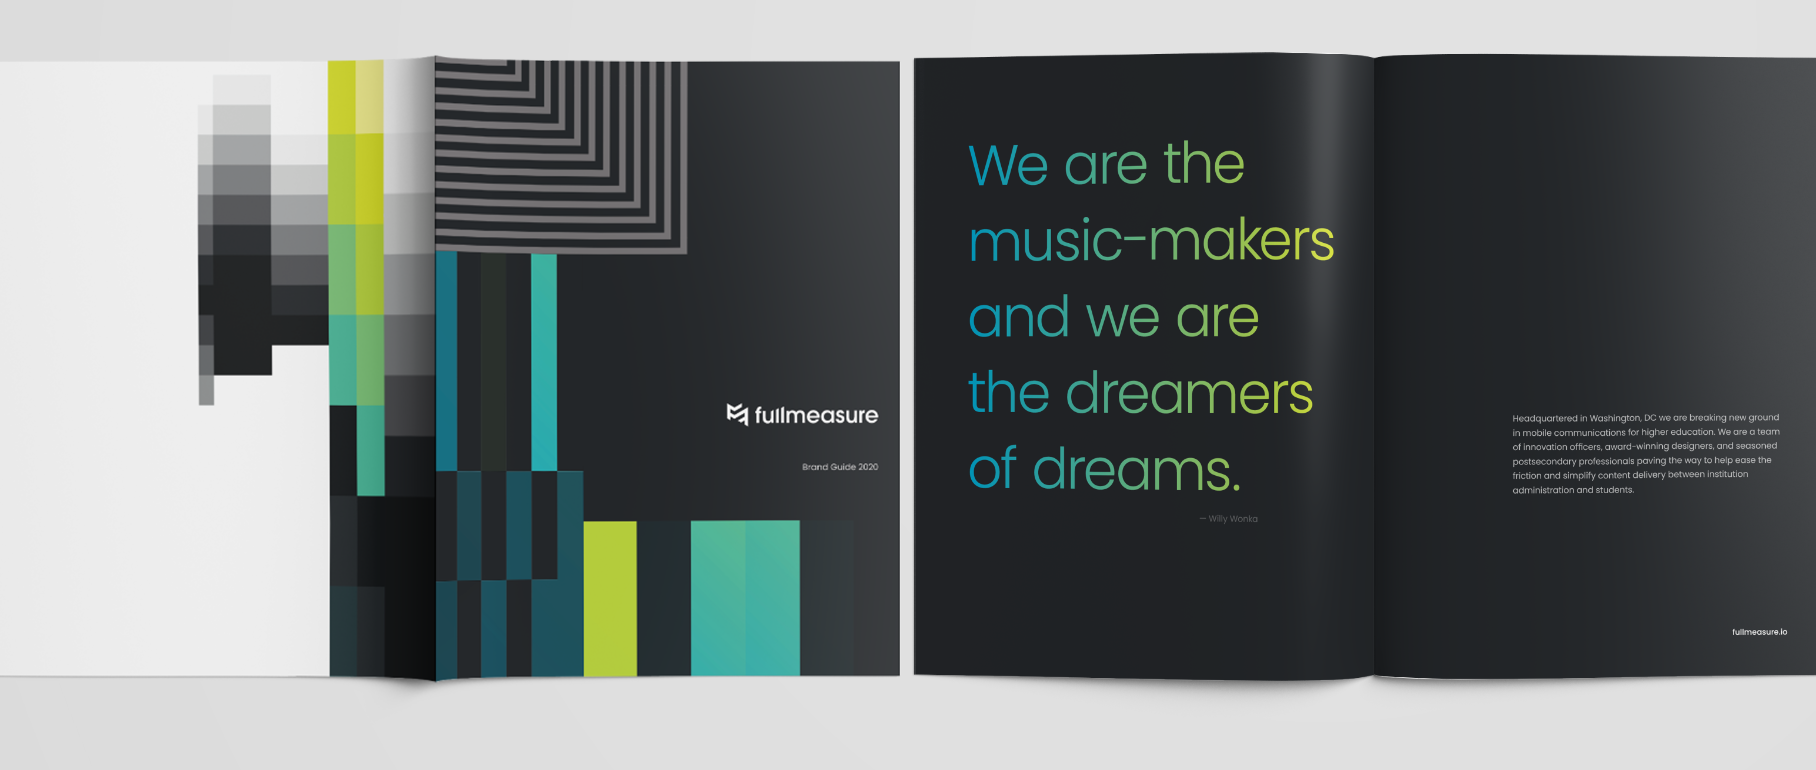 fullmeasure
Brand Guide 2020
We are the
music-makers
and we are
the dreamers
of dreams.
— Willy Wonka
Headquartered in Washington, DC we are breaking new ground
in mobile communications for higher education. We are a team
of innovation officers, award-winning designers, and seasoned
postsecondary professionals paving the way to help ease the
friction and simplify content delivery between institution
administration and students.
fullmeasure.io